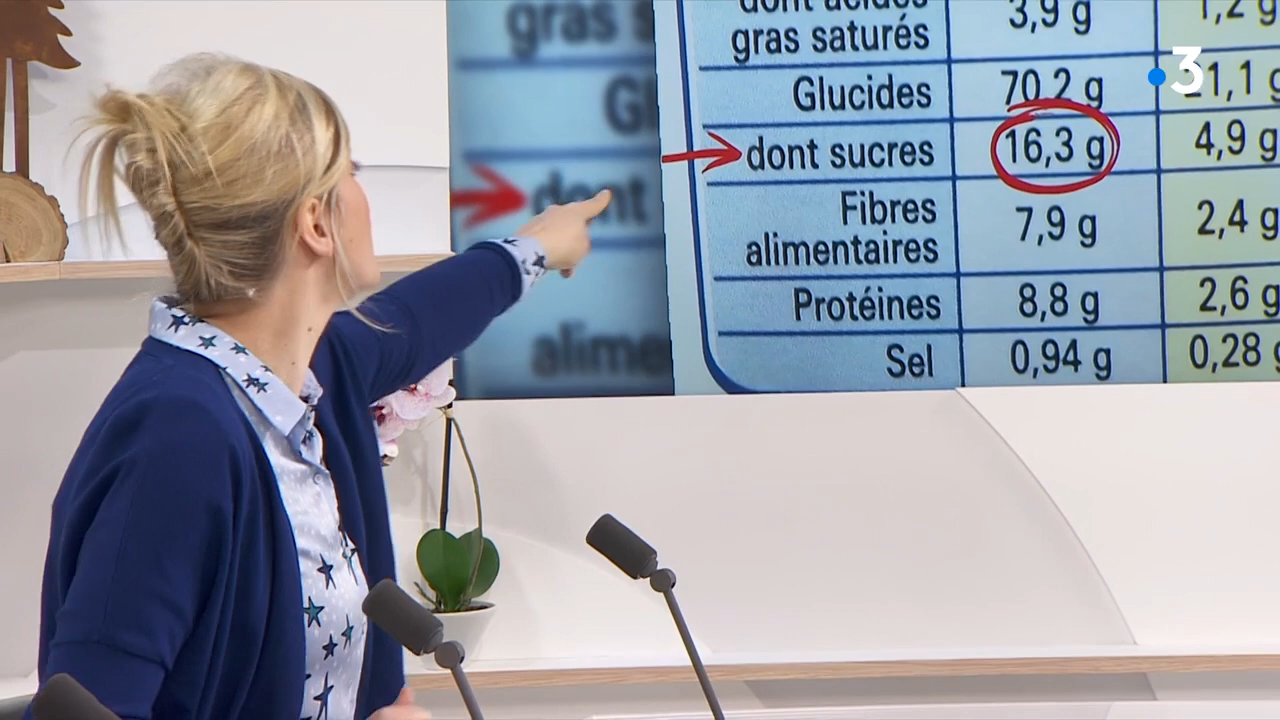 dont acides
gras saturés 3,9 g 1,2 g
Glucides 70,2 g 21,1 g
dont sucres 16,3 g 4,9 g
Fibres
alimentaires 7,9 g 2,4 g
Protéines 8,8 g 2,6 g
Sel 0,94 g 0,28 g
3
gras s
Gl
dont
alime